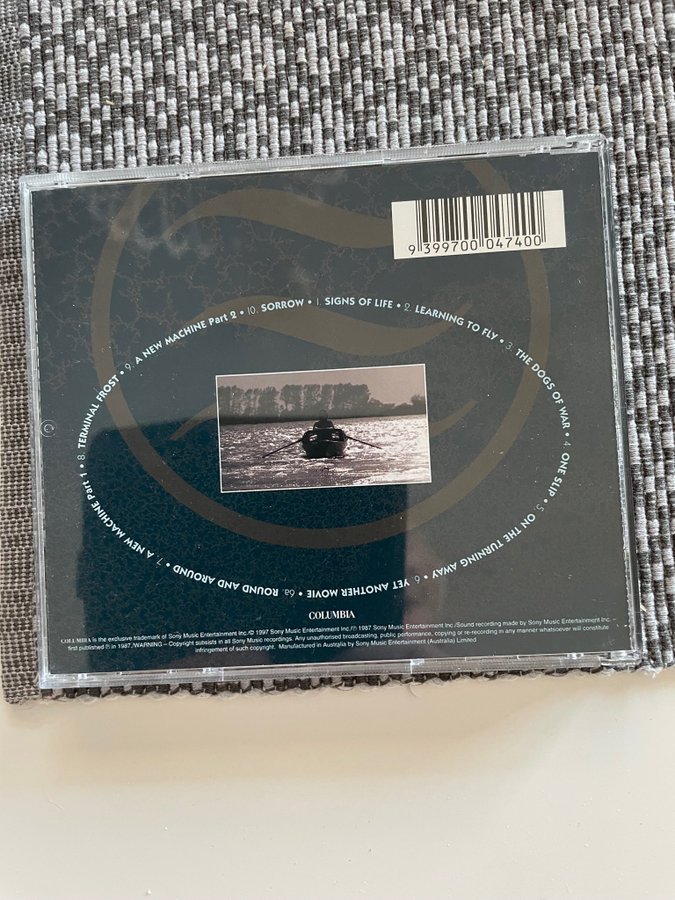 9 399700 047400
1. SIGNS OF LIFE • 2. LEARNING TO FLY • 3. THE DOGS OF WAR • 4. ONE SLIP • 5. ON THE TURNING AWAY • 6. YET ANOTHER MOVIE • 6a. ROUND AND AROUND • 7. A NEW MACHINE Part 1 • 8. TERMINAL FROST • 9. A NEW MACHINE Part 2 • 10. SORROW •
COLUMBIA
COLUMBIA is the exclusive trademark of Sony Music Entertainment Inc./© 1997 Sony Music Entertainment Inc./℗ 1987 Sony Music Entertainment Inc./Sound recording made by Sony Music Entertainment Inc. –
first published ℗ in 1987./WARNING – Copyright subsists in all Sony Music recordings. Any unauthorised broadcasting, public performance, copying or re-recording in any manner whatsoever will constitute
infringement of such copyright. Manufactured in Australia by Sony Music Entertainment (Australia) Limited